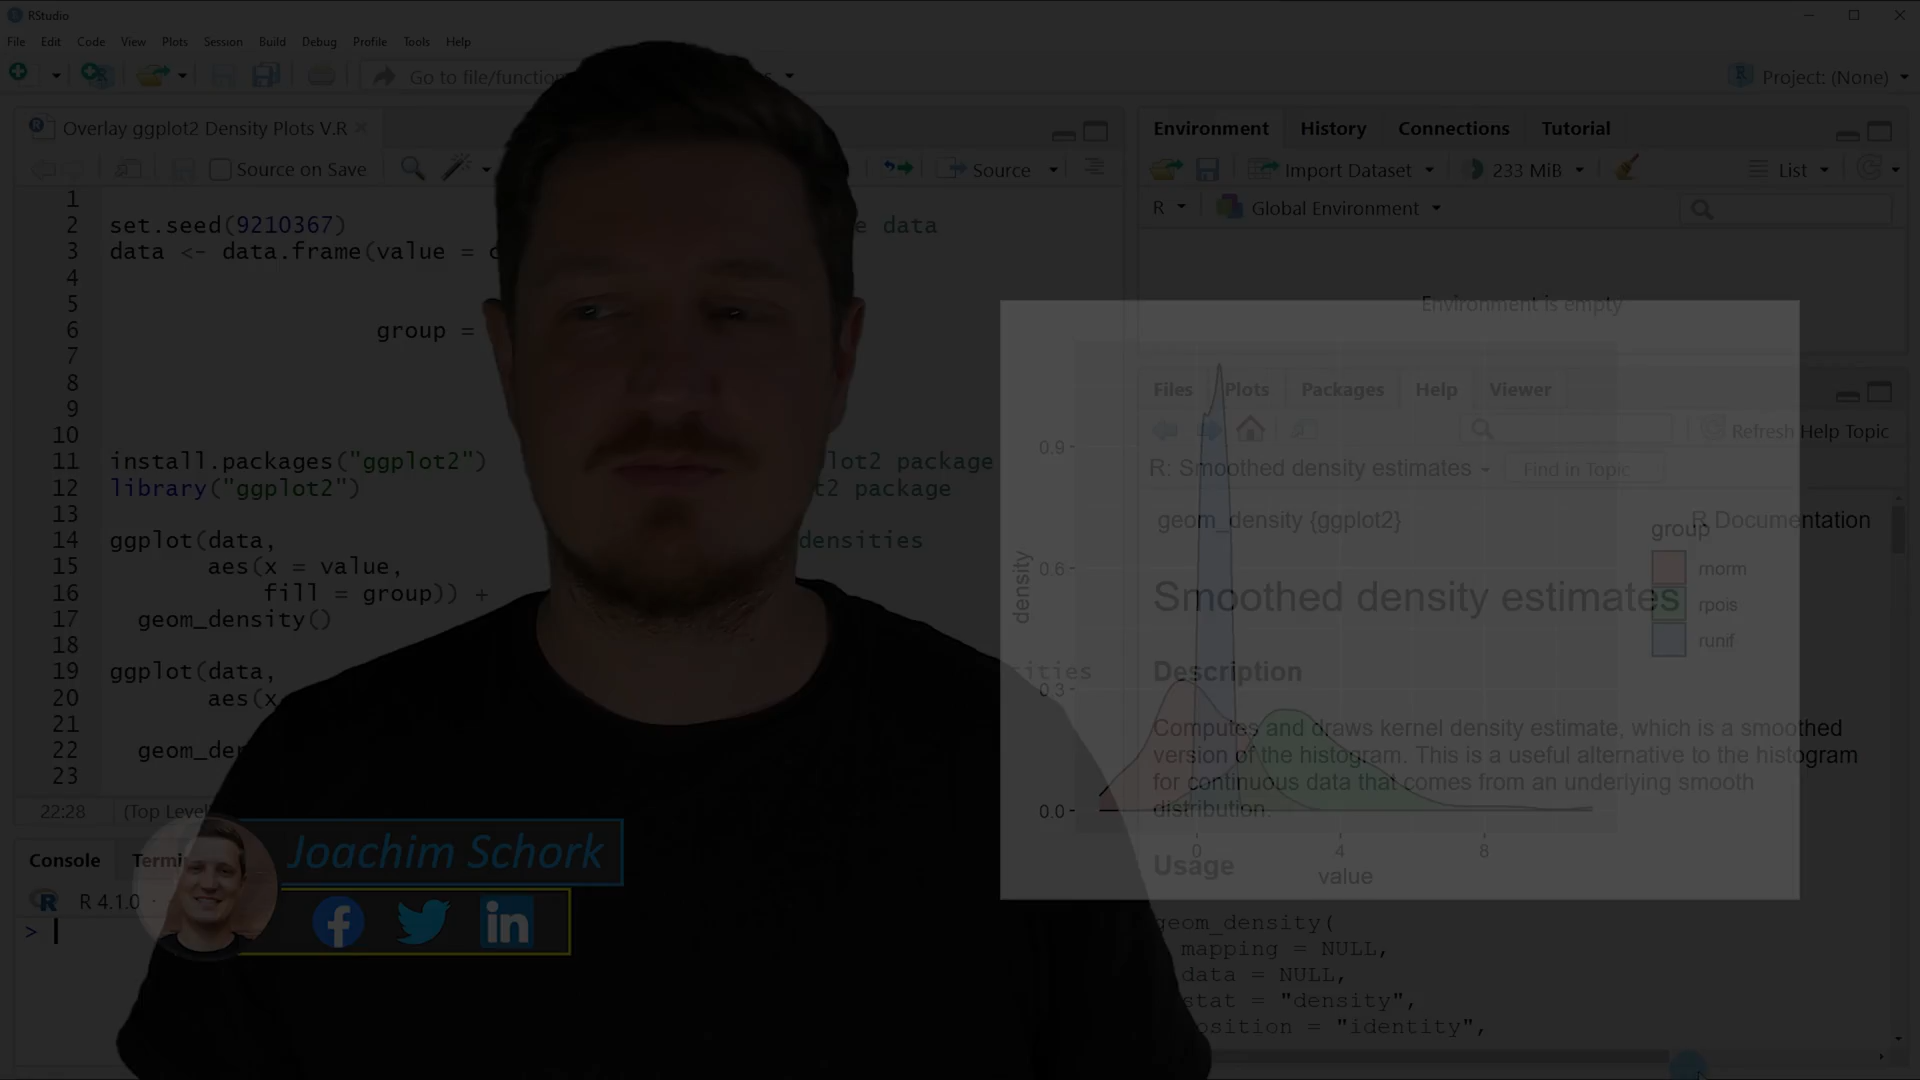 RStudio
File Edit Code View Plots Session Build Debug Profile Tools Help
Go to file/function
Project: (None)
Overlay ggplot2 Density Plots V.R
Source on Save
Source
1
2 set.seed(9210367) data
3 data <- data.frame(value =
4
5
6 group =
7
8
9
10
11 install.packages("ggplot2") package
12 library("ggplot2") package
13
14 ggplot(data, densities
15 aes(x = value,
16 fill = group)) +
17 geom_density()
18
19 ggplot(data,
20 aes(x
21
22
23
22:28
Console
R 4.1.0
>
Joachim Schork
in
Environment History Connections Tutorial
Import Dataset 233 MiB List
R Global Environment
Environment is empty
Files Plots Packages Help Viewer
Refresh Help Topic
R: Smoothed density estimates Find in Topic
geom_density {ggplot2} R Documentation
Smoothed density estimates
Description
Computes and draws kernel density estimate, which is a smoothed
version of the histogram. This is a useful alternative to the histogram
for continuous data that comes from an underlying smooth
distribution.
Usage
geom_density(
mapping = NULL,
data = NULL,
stat = "density",
position = "identity",
density
0.9
0.6
0.3
0.0
0 4 8
value
group
rnorm
rpois
runif